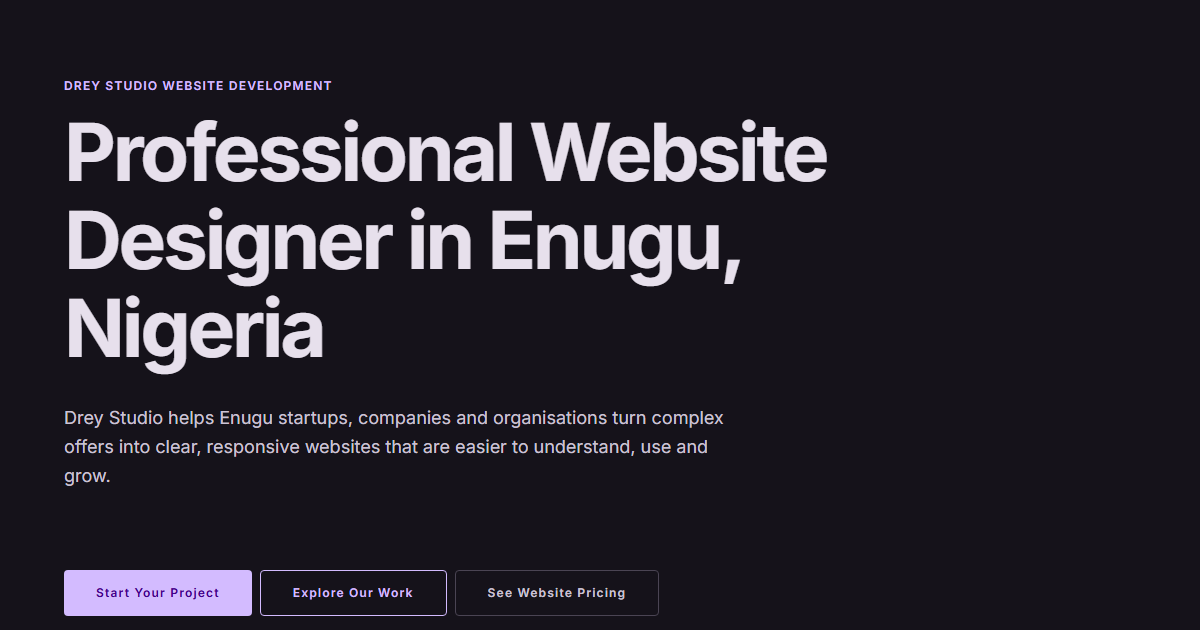 DREY STUDIO WEBSITE DEVELOPMENT
Professional Website
Designer in Enugu,
Nigeria
Drey Studio helps Enugu startups, companies and organisations turn complex
offers into clear, responsive websites that are easier to understand, use and
grow.
Start Your Project
Explore Our Work
See Website Pricing